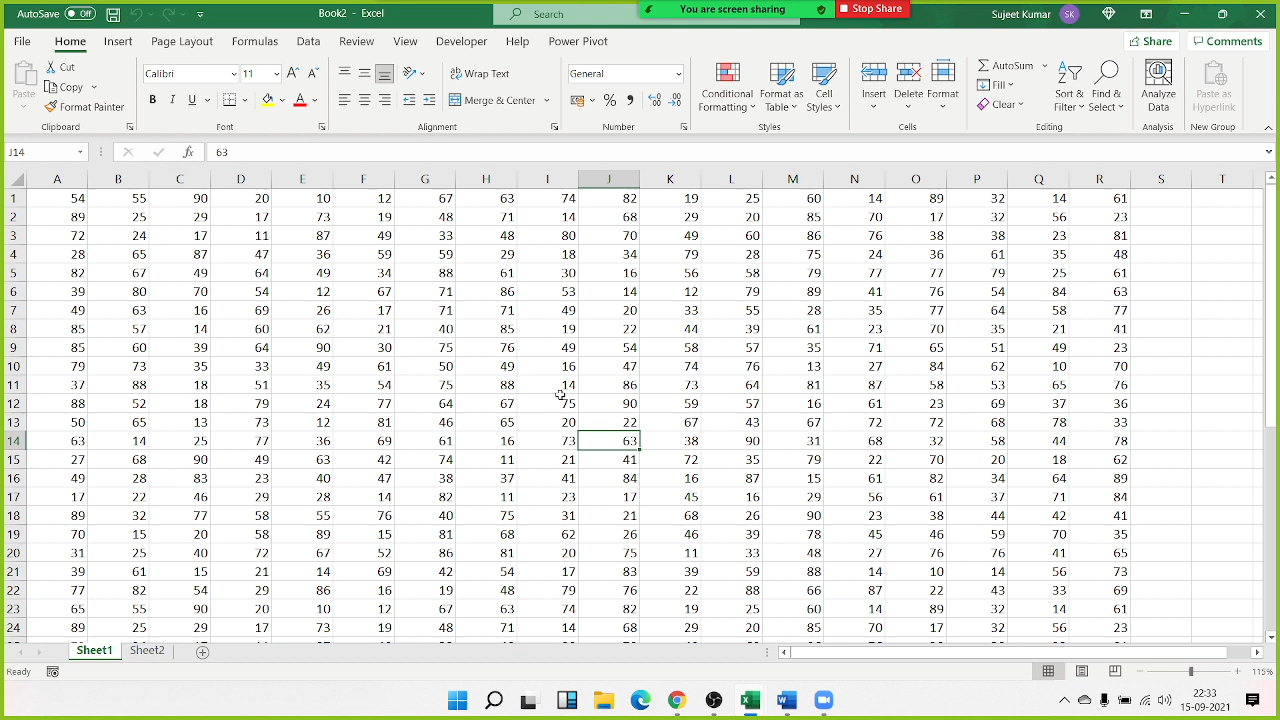 AutoSave Off Book2 - Excel Search You are screen sharing Stop Share Sujeet Kumar SK
File Home Insert Page Layout Formulas Data Review View Developer Help Power Pivot Share Comments
Paste Cut Copy Format Painter Clipboard
Calibri 11 B I U A Font
Wrap Text Merge & Center Alignment
General % , Number
Conditional Formatting Format as Table Cell Styles Styles
Insert Delete Format Cells
AutoSum Fill Clear Sort & Filter Find & Select Editing
Analyze Data Analysis
Paste as Hyperlink New Group
J14 fx 63
A B C D E F G H I J K L M N O P Q R S T
1 54 55 90 20 10 12 67 63 74 82 19 25 60 14 89 32 14 61
2 89 25 29 17 73 19 48 71 14 68 29 20 85 70 17 32 56 23
3 72 24 17 11 87 49 33 48 80 70 49 60 86 76 38 38 23 81
4 28 65 87 47 36 59 59 29 18 34 79 28 75 24 36 61 35 48
5 82 67 49 64 49 34 88 61 30 16 56 58 79 77 77 79 25 61
6 39 80 70 54 12 67 71 86 53 14 12 79 89 41 76 54 84 63
7 49 63 16 69 26 17 71 71 49 20 33 55 28 35 77 64 58 77
8 85 57 14 60 62 21 40 85 19 22 44 39 61 23 70 35 21 41
9 85 60 39 64 90 30 75 76 49 54 58 57 35 71 65 51 49 23
10 79 73 35 33 49 61 50 49 16 47 74 76 13 27 84 62 10 70
11 37 88 18 51 35 54 75 88 14 86 73 64 81 87 58 53 65 76
12 88 52 18 79 24 77 64 67 75 90 59 57 16 61 23 69 37 36
13 50 65 13 73 12 81 46 65 20 22 67 43 67 72 72 68 78 33
14 63 14 25 77 36 69 61 16 73 63 38 90 31 68 32 58 44 78
15 27 68 90 49 63 42 74 11 21 41 72 35 79 22 70 20 18 62
16 49 28 83 23 40 47 38 37 41 84 16 87 15 61 82 34 64 89
17 17 22 46 29 28 14 82 11 23 17 45 16 29 56 61 37 71 84
18 89 32 77 58 55 76 40 75 31 21 68 26 90 23 38 44 42 41
19 70 15 20 58 89 15 81 68 62 26 46 39 78 45 46 59 70 35
20 31 25 40 72 67 52 86 81 20 75 11 33 48 27 76 76 41 65
21 39 61 15 21 14 69 42 54 17 83 39 59 88 14 10 14 56 73
22 77 82 54 29 86 16 19 48 79 76 22 88 66 87 22 43 33 69
23 65 55 90 20 10 12 67 63 74 82 19 25 60 14 89 32 14 61
24 89 25 29 17 73 19 48 71 14 68 29 20 85 70 17 32 56 23
Sheet1 Sheet2
Ready 115%
22:33
15-09-2021